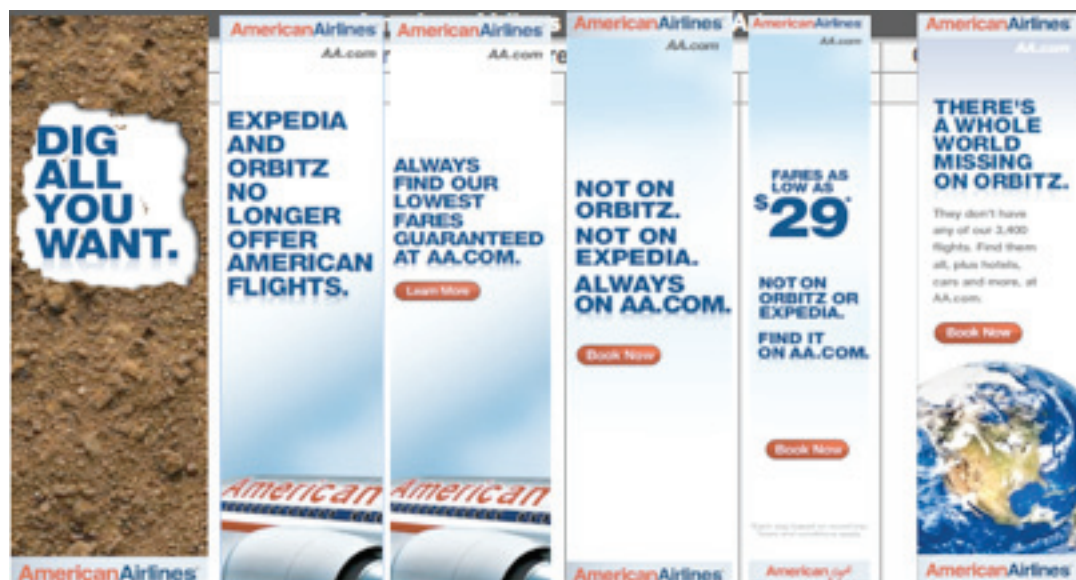 DIG
ALL
YOU
WANT.
AmericanAirlines
AmericanAirlines
AA.com
EXPEDIA
AND
ORBITZ
NO
LONGER
OFFER
AMERICAN
FLIGHTS.
American
AmericanAirlines
AA.com
ALWAYS
FIND OUR
LOWEST
FARES
GUARANTEED
AT AA.COM.
Learn More
American
AmericanAirlines
AA.com
NOT ON
ORBITZ.
NOT ON
EXPEDIA.
ALWAYS
ON AA.COM.
Book Now
AmericanAirlines
AmericanAirlines
AA.com
FARES AS
LOW AS
$29*
NOT ON
ORBITZ OR
EXPEDIA.
FIND IT
ON AA.COM.
Book Now
American
AmericanAirlines
AA.com
THERE'S
A WHOLE
WORLD
MISSING
ON ORBITZ.
They don't have
any of our 3,400
flights. Find them
all, plus hotels,
cars and more, at
AA.com.
Book Now
AmericanAirlines